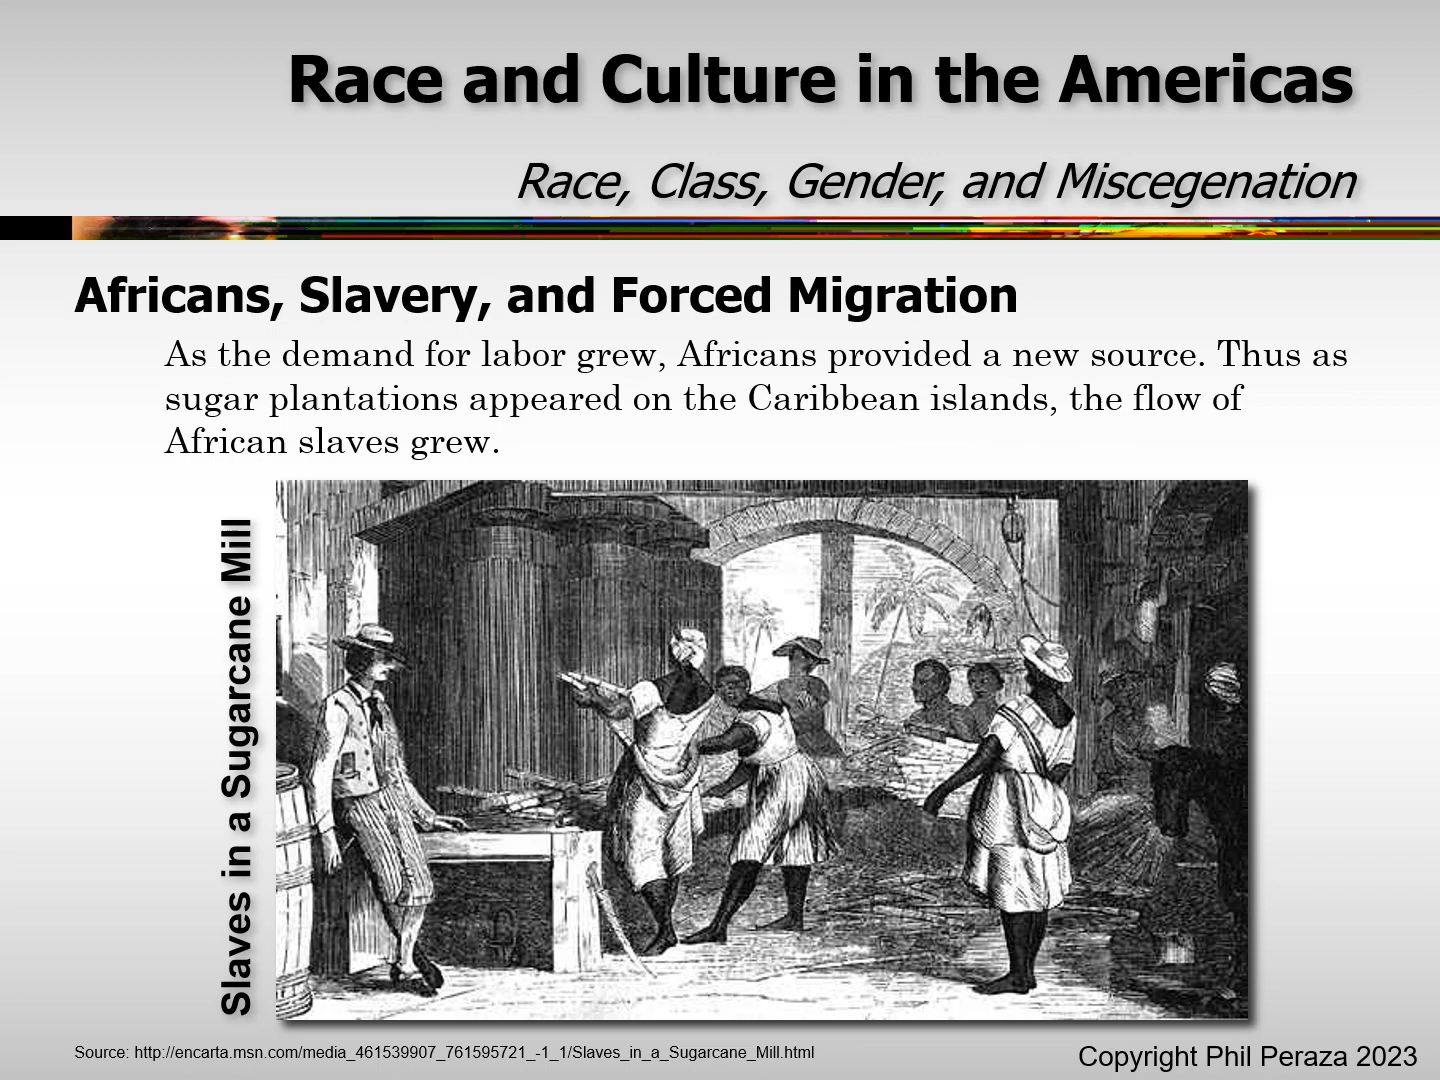 Race and Culture in the Americas
Race, Class, Gender, and Miscegenation
Africans, Slavery, and Forced Migration
As the demand for labor grew, Africans provided a new source. Thus as
sugar plantations appeared on the Caribbean islands, the flow of
African slaves grew.
Slaves in a Sugarcane Mill
Source: http://encarta.msn.com/media_461539907_761595721_-1_1/Slaves_in_a_Sugarcane_Mill.html
Copyright Phil Peraza 2023